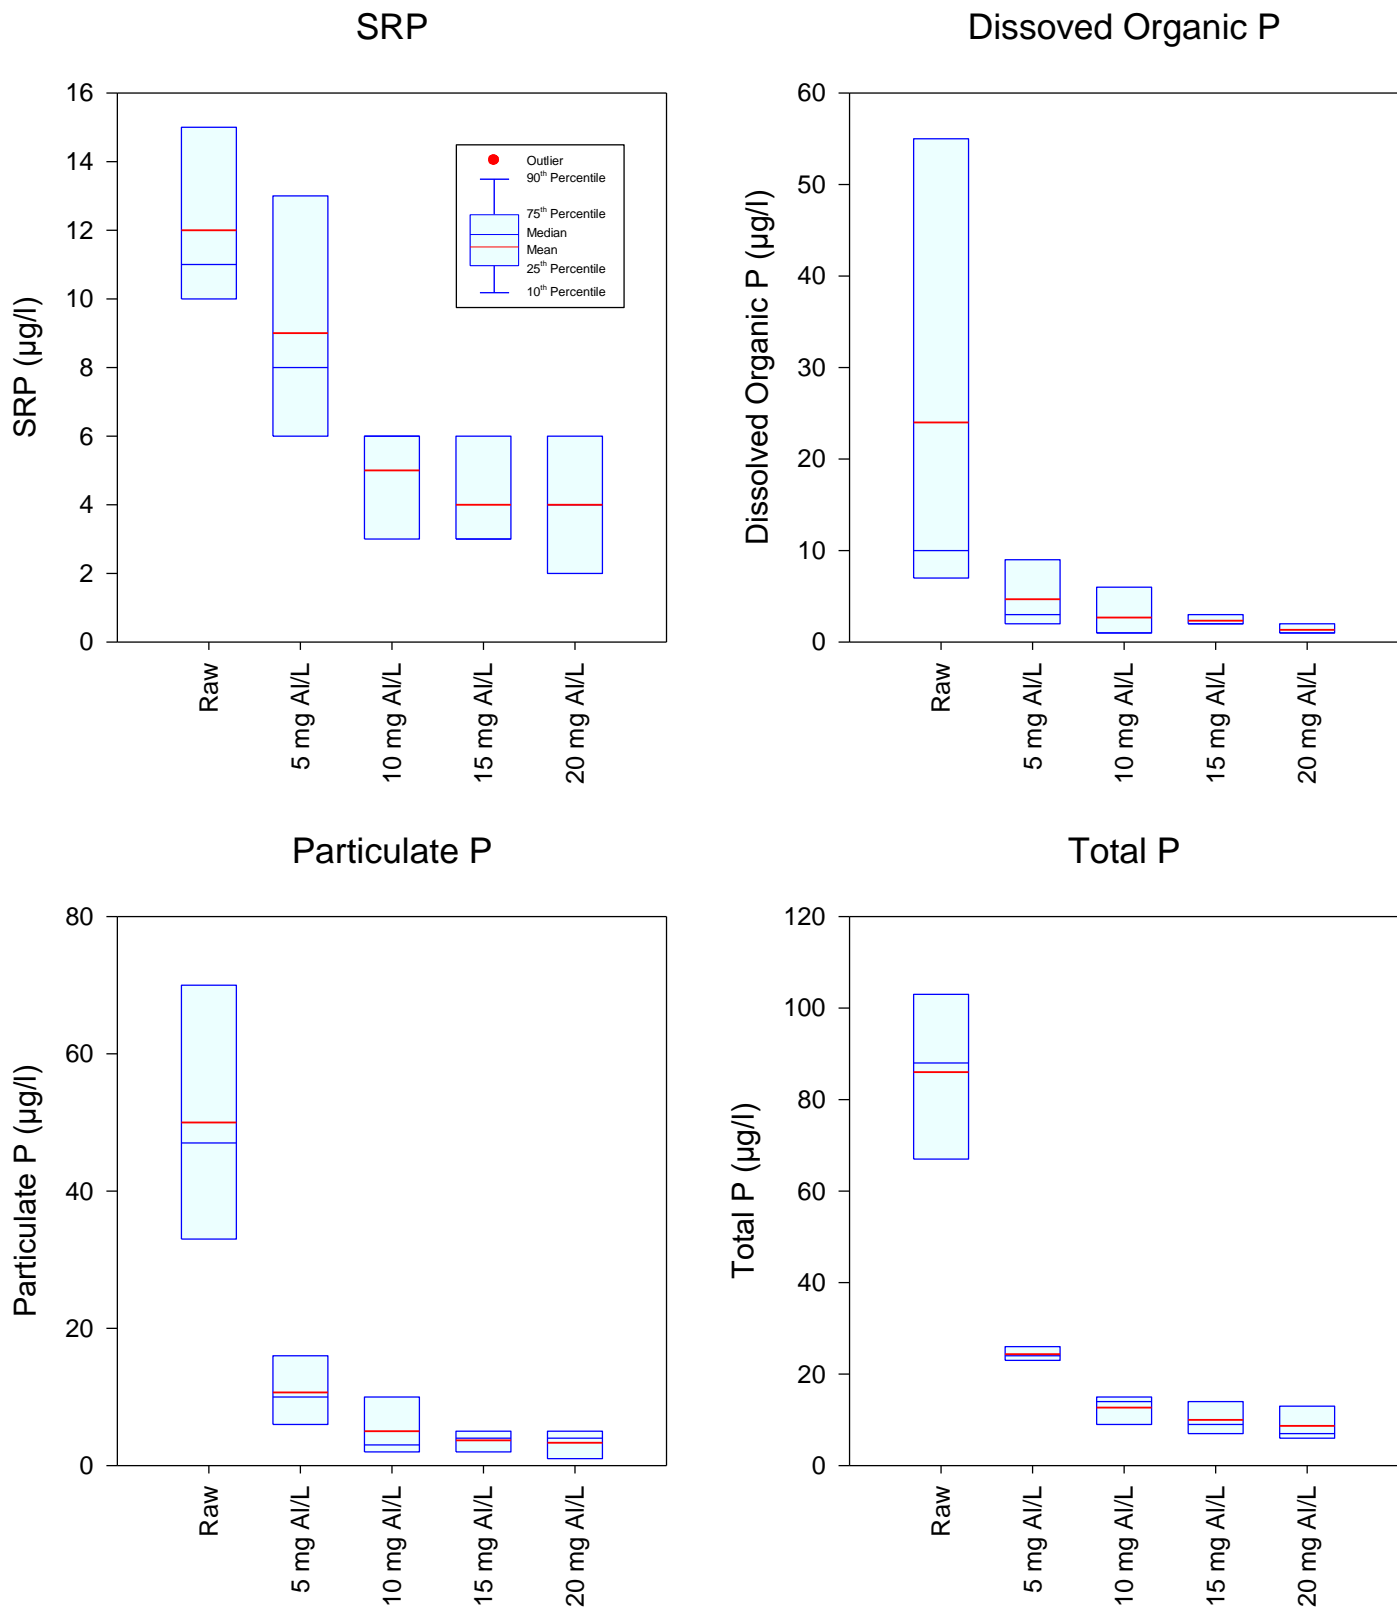 SRP
16
14
12
10
8
6
4
2
0
SRP (µg/l)
Outlier
90th Percentile
75th Percentile
Median
Mean
25th Percentile
10th Percentile
Raw
5 mg Al/L
10 mg Al/L
15 mg Al/L
20 mg Al/L
Dissoved Organic P
60
50
40
30
20
10
0
Dissolved Organic P (µg/l)
Raw
5 mg Al/L
10 mg Al/L
15 mg Al/L
20 mg Al/L
Particulate P
80
60
40
20
0
Particulate P (µg/l)
Raw
5 mg Al/L
10 mg Al/L
15 mg Al/L
20 mg Al/L
Total P
120
100
80
60
40
20
0
Total P (µg/l)
Raw
5 mg Al/L
10 mg Al/L
15 mg Al/L
20 mg Al/L